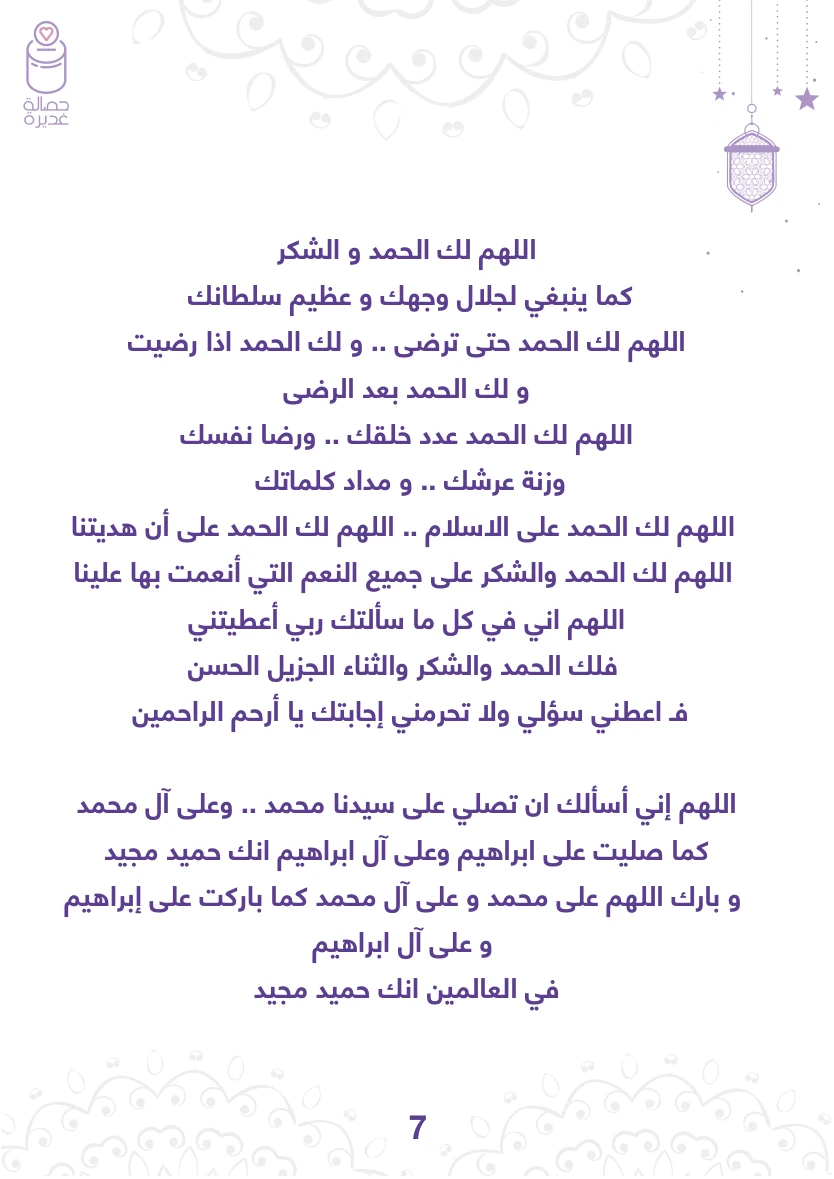 حصالة
غديرة
اللهم لك الحمد و الشكر
كما ينبغي لجلال وجهك و عظيم سلطانك
اللهم لك الحمد حتى ترضى .. و لك الحمد اذا رضيت
و لك الحمد بعد الرضى
اللهم لك الحمد عدد خلقك .. ورضا نفسك
وزنة عرشك .. و مداد كلماتك
اللهم لك الحمد على الاسلام .. اللهم لك الحمد على أن هديتنا
اللهم لك الحمد والشكر على جميع النعم التي أنعمت بها علينا
اللهم اني في كل ما سألتك ربي أعطيتني
فلك الحمد والشكر والثناء الجزيل الحسن
فـ اعطني سؤلي ولا تحرمني إجابتك يا أرحم الراحمين
اللهم إني أسألك ان تصلي على سيدنا محمد .. وعلى آل محمد
كما صليت على ابراهيم وعلى آل ابراهيم انك حميد مجيد
و بارك اللهم على محمد و على آل محمد كما باركت على إبراهيم
و على آل ابراهيم
في العالمين انك حميد مجيد
7